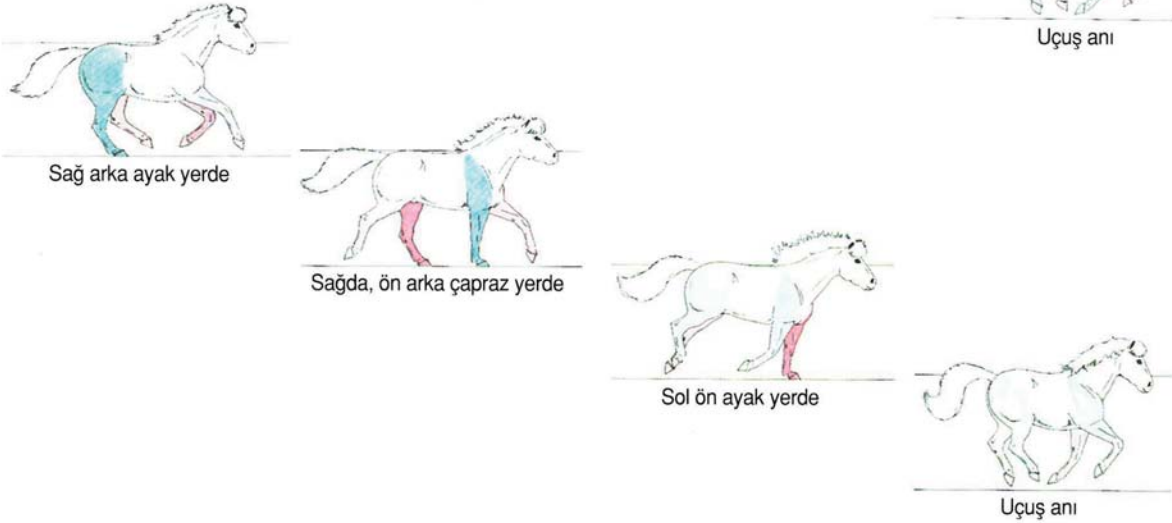 Uçuş anı
Sağ arka ayak yerde
Sağda, ön arka çapraz yerde
Sol ön ayak yerde
Uçuş anı